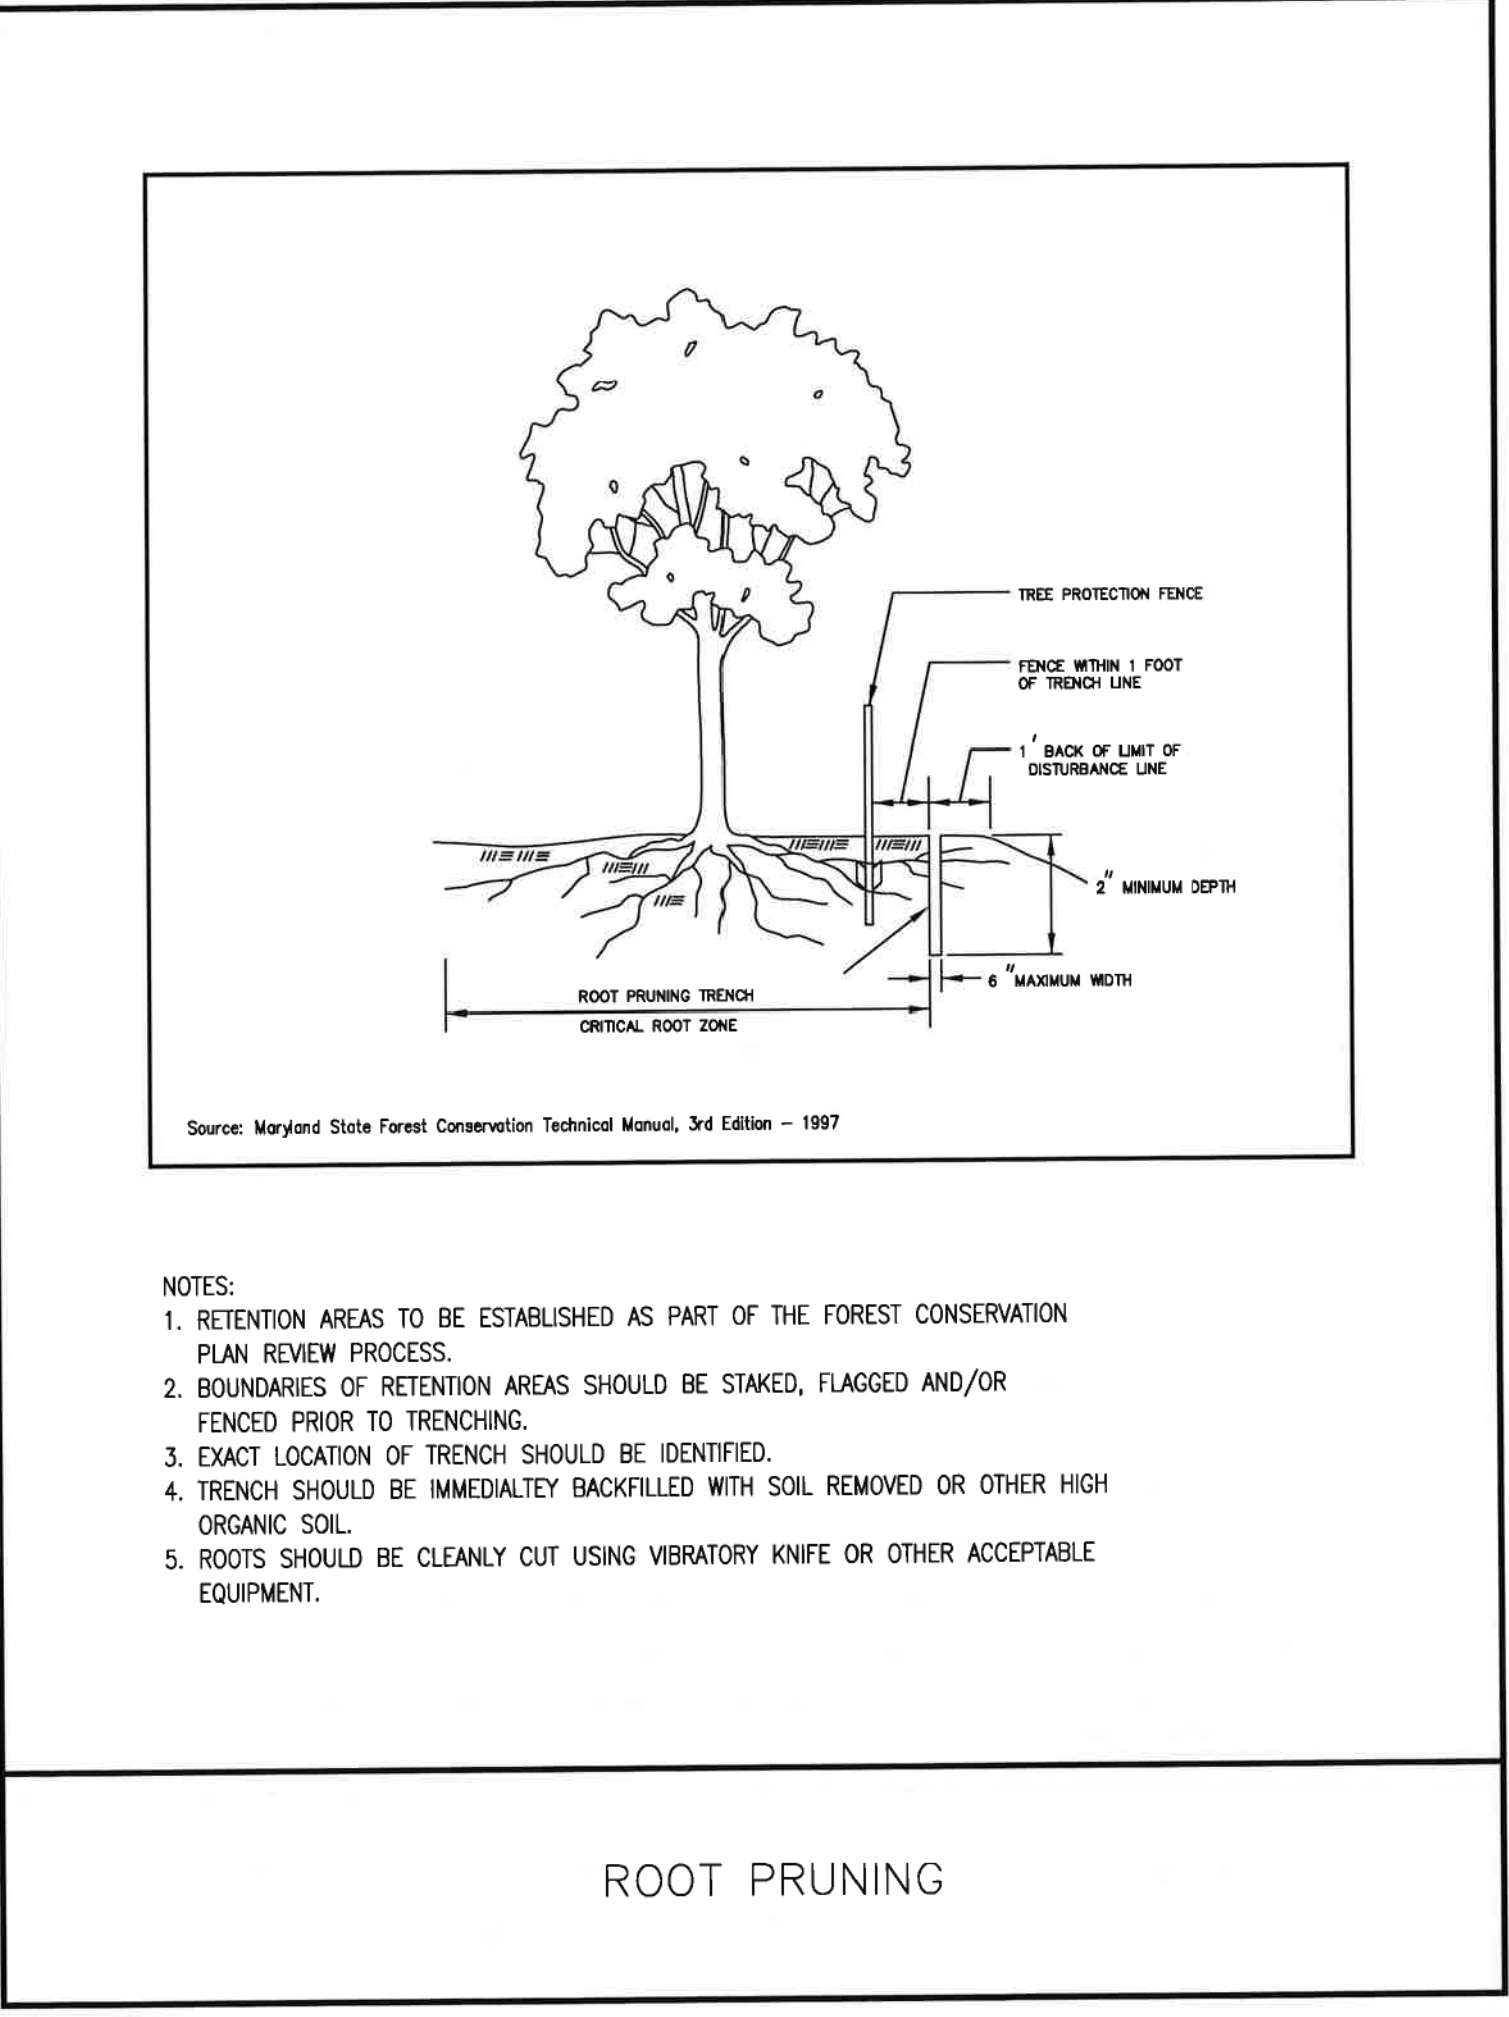 TREE PROTECTION FENCE
FENCE WITHIN 1 FOOT
OF TRENCH LINE
1' BACK OF LIMIT OF
DISTURBANCE LINE
2" MINIMUM DEPTH
6" MAXIMUM WIDTH
ROOT PRUNING TRENCH
CRITICAL ROOT ZONE
Source: Maryland State Forest Conservation Technical Manual, 3rd Edition – 1997
NOTES:
1. RETENTION AREAS TO BE ESTABLISHED AS PART OF THE FOREST CONSERVATION
PLAN REVIEW PROCESS.
2. BOUNDARIES OF RETENTION AREAS SHOULD BE STAKED, FLAGGED AND/OR
FENCED PRIOR TO TRENCHING.
3. EXACT LOCATION OF TRENCH SHOULD BE IDENTIFIED.
4. TRENCH SHOULD BE IMMEDIALTEY BACKFILLED WITH SOIL REMOVED OR OTHER HIGH
ORGANIC SOIL.
5. ROOTS SHOULD BE CLEANLY CUT USING VIBRATORY KNIFE OR OTHER ACCEPTABLE
EQUIPMENT.
ROOT PRUNING